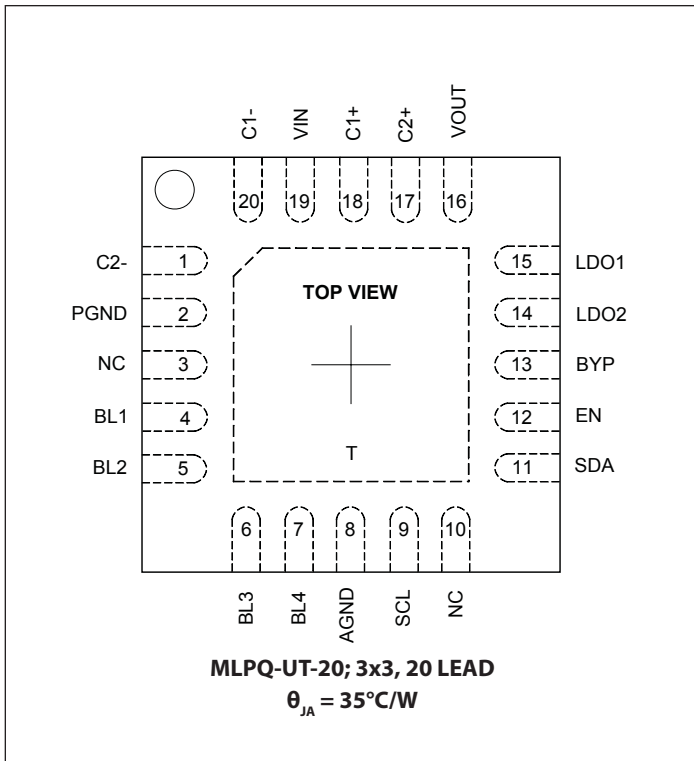 C1-
VIN
C1+
C2+
VOUT
20
19
18
17
16
C2-
1
PGND
2
NC
3
BL1
4
BL2
5
TOP VIEW
T
15
LDO1
14
LDO2
13
BYP
12
EN
11
SDA
6
7
8
9
10
BL3
BL4
AGND
SCL
NC
MLPQ-UT-20; 3x3, 20 LEAD
θJA = 35°C/W